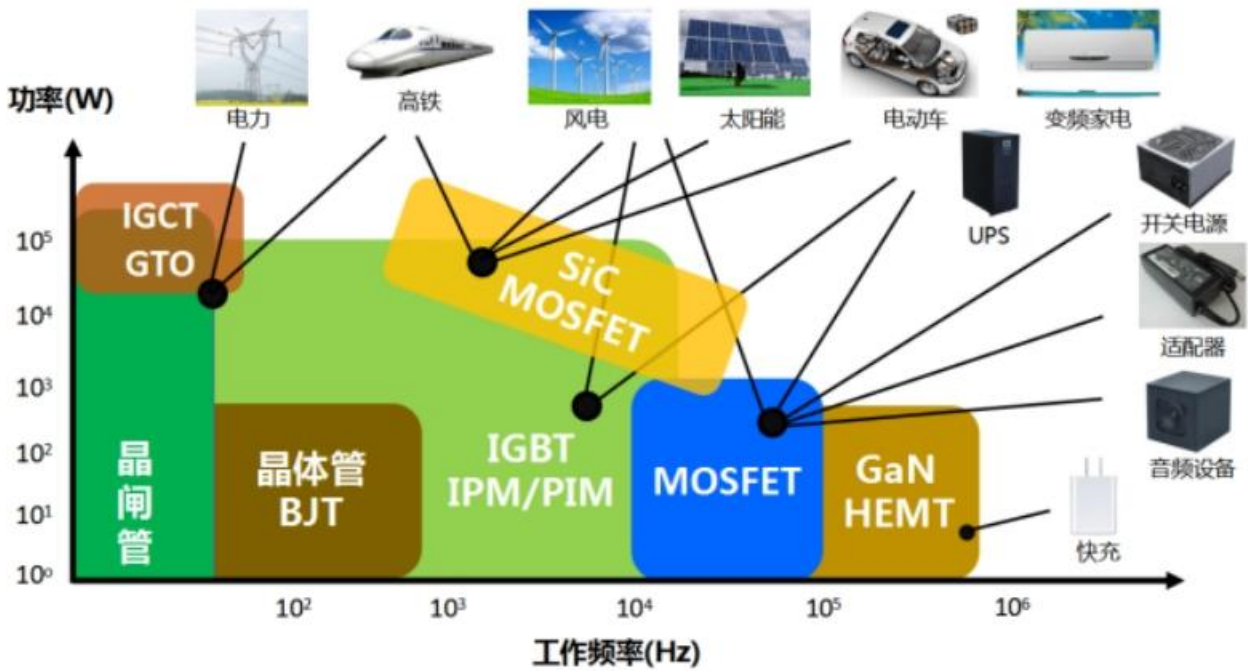 功率(W)
电力
高铁
风电
太阳能
电动车
变频家电
UPS
开关电源
适配器
音频设备
快充
10⁵
10⁴
10³
10²
10¹
10⁰
IGCT
GTO
SiC
MOSFET
晶
闸
管
晶体管
BJT
IGBT
IPM/PIM
MOSFET
GaN
HEMT
10²
10³
10⁴
10⁵
10⁶
工作频率(Hz)